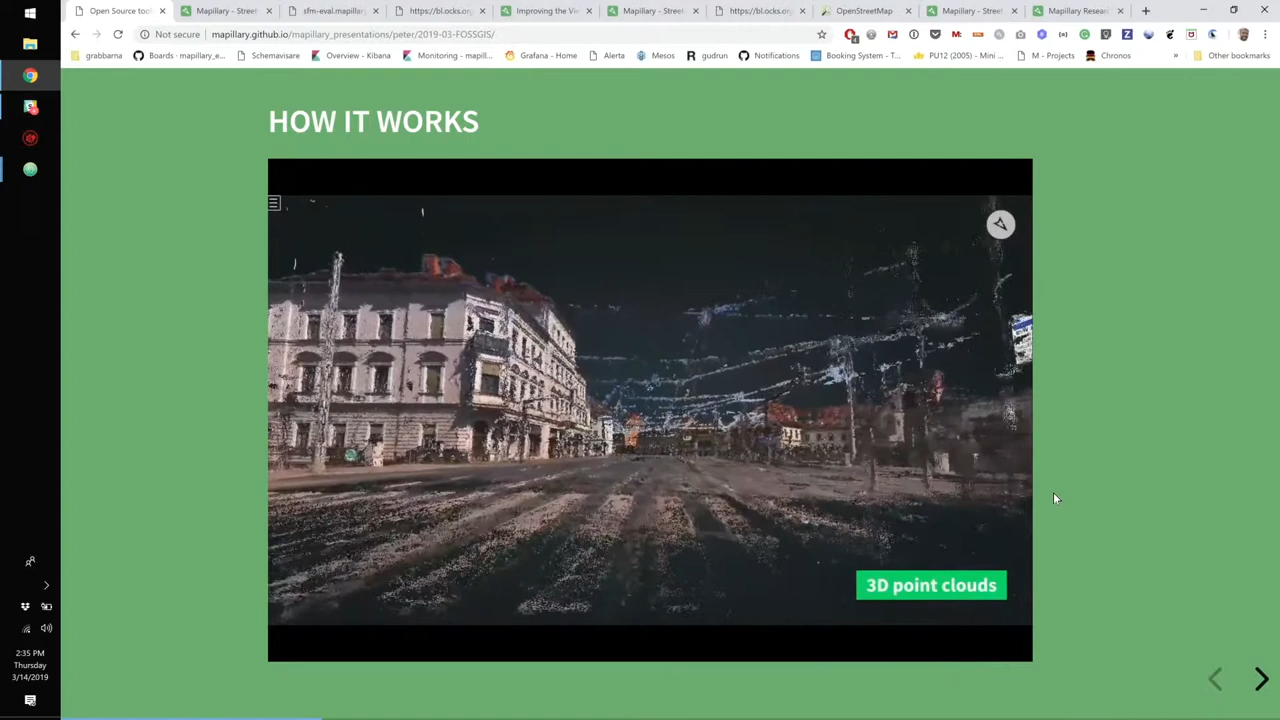 Open Source tool
Mapillary - Street
sfm-eval.mapillary
https://bl.ocks.org
Improving the Vi
Mapillary - Street
https://bl.ocks.org
OpenStreetMap
Mapillary - Street
Mapillary Resear
Not secure
mapillary.github.io/mapillary_presentations/peter/2019-03-FOSSGIS/
grabbarna
Boards · mapillary_e...
Schemavisare
Overview - Kibana
Monitoring - mapill...
Grafana - Home
Alerta
Mesos
gudrun
Notifications
Booking System - T...
PU12 (2005) - Mini ...
M - Projects
Chronos
»
Other bookmarks
HOW IT WORKS
3D point clouds
2:35 PM
Thursday
3/14/2019